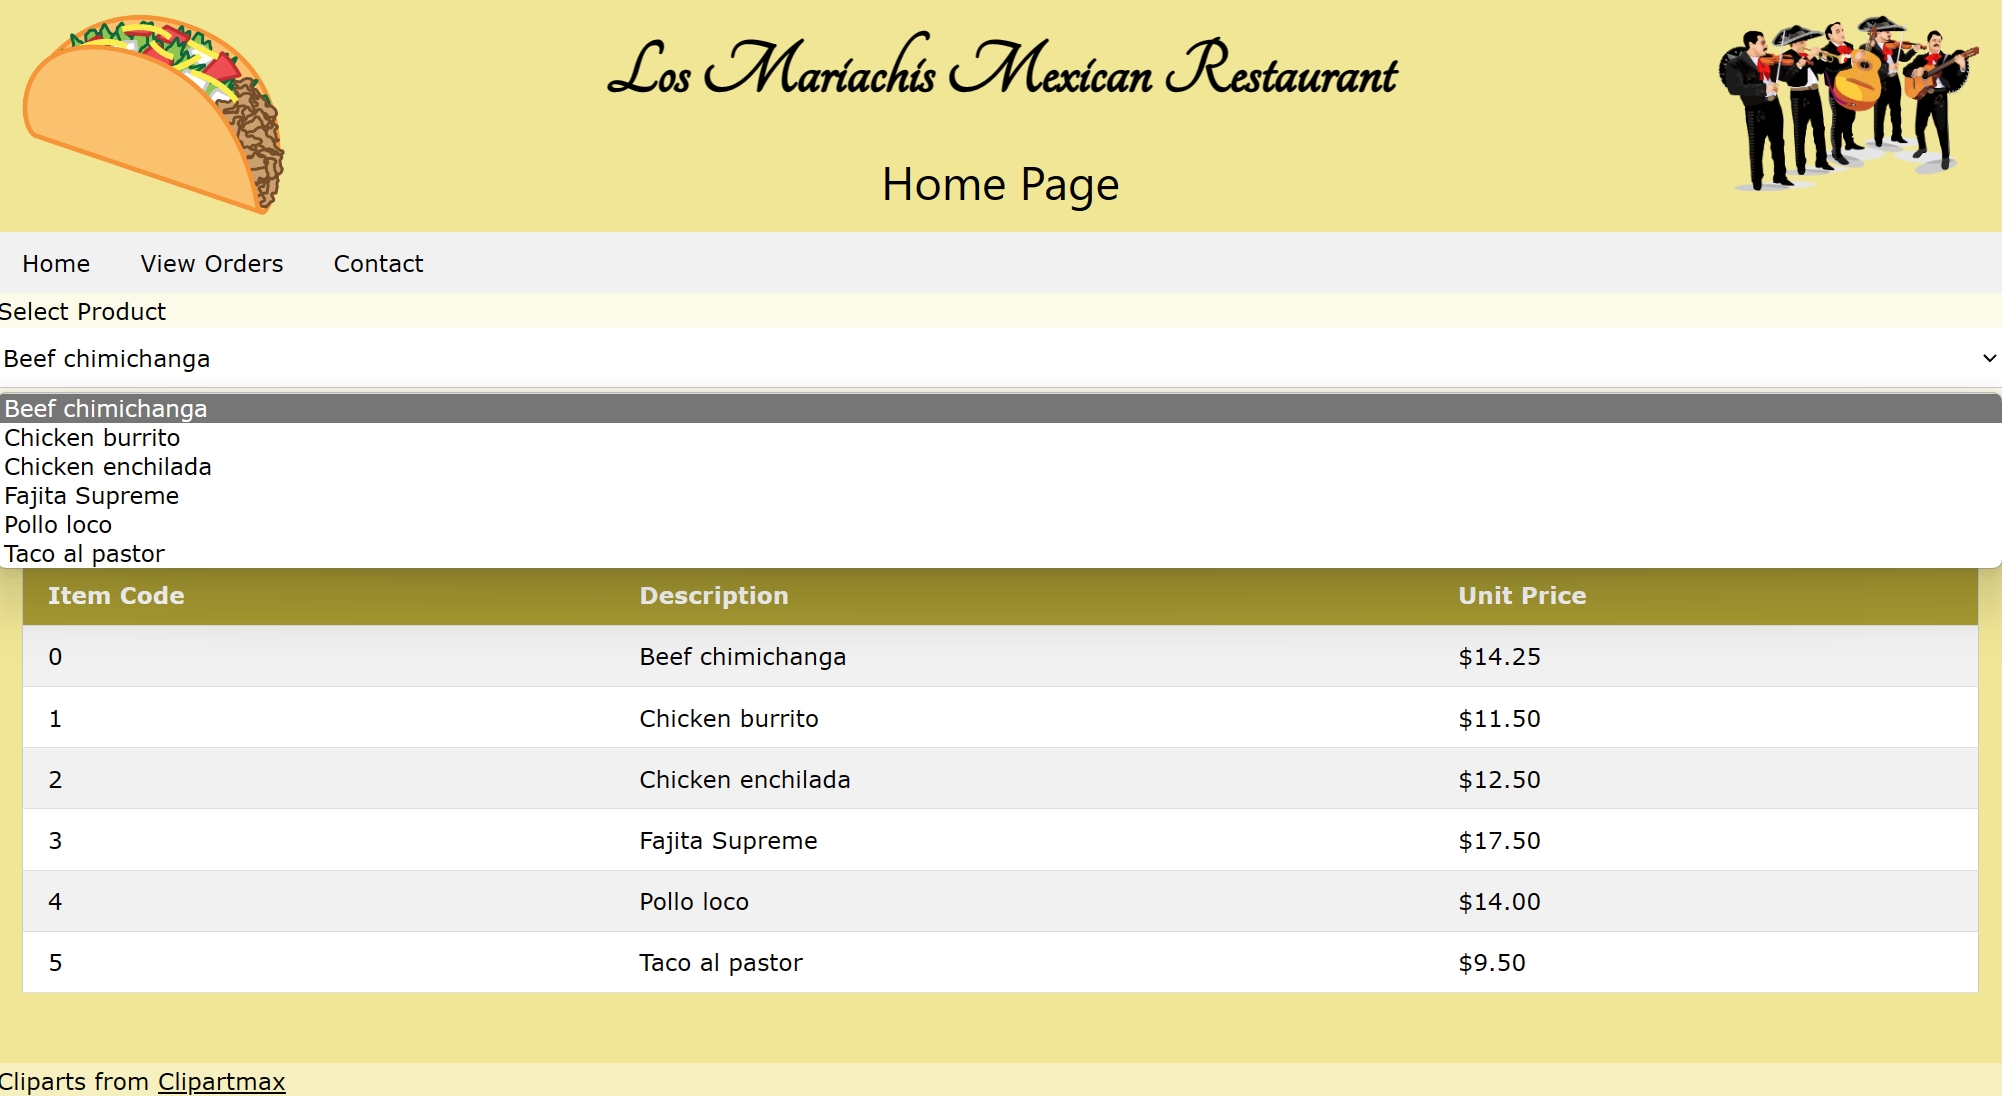 Los Mariachis Mexican Restaurant
Home Page
Home View Orders Contact
Select Product
Beef chimichanga
Beef chimichanga
Chicken burrito
Chicken enchilada
Fajita Supreme
Pollo loco
Taco al pastor
Item Code Description Unit Price
0 Beef chimichanga $14.25
1 Chicken burrito $11.50
2 Chicken enchilada $12.50
3 Fajita Supreme $17.50
4 Pollo loco $14.00
5 Taco al pastor $9.50
Cliparts from Clipartmax